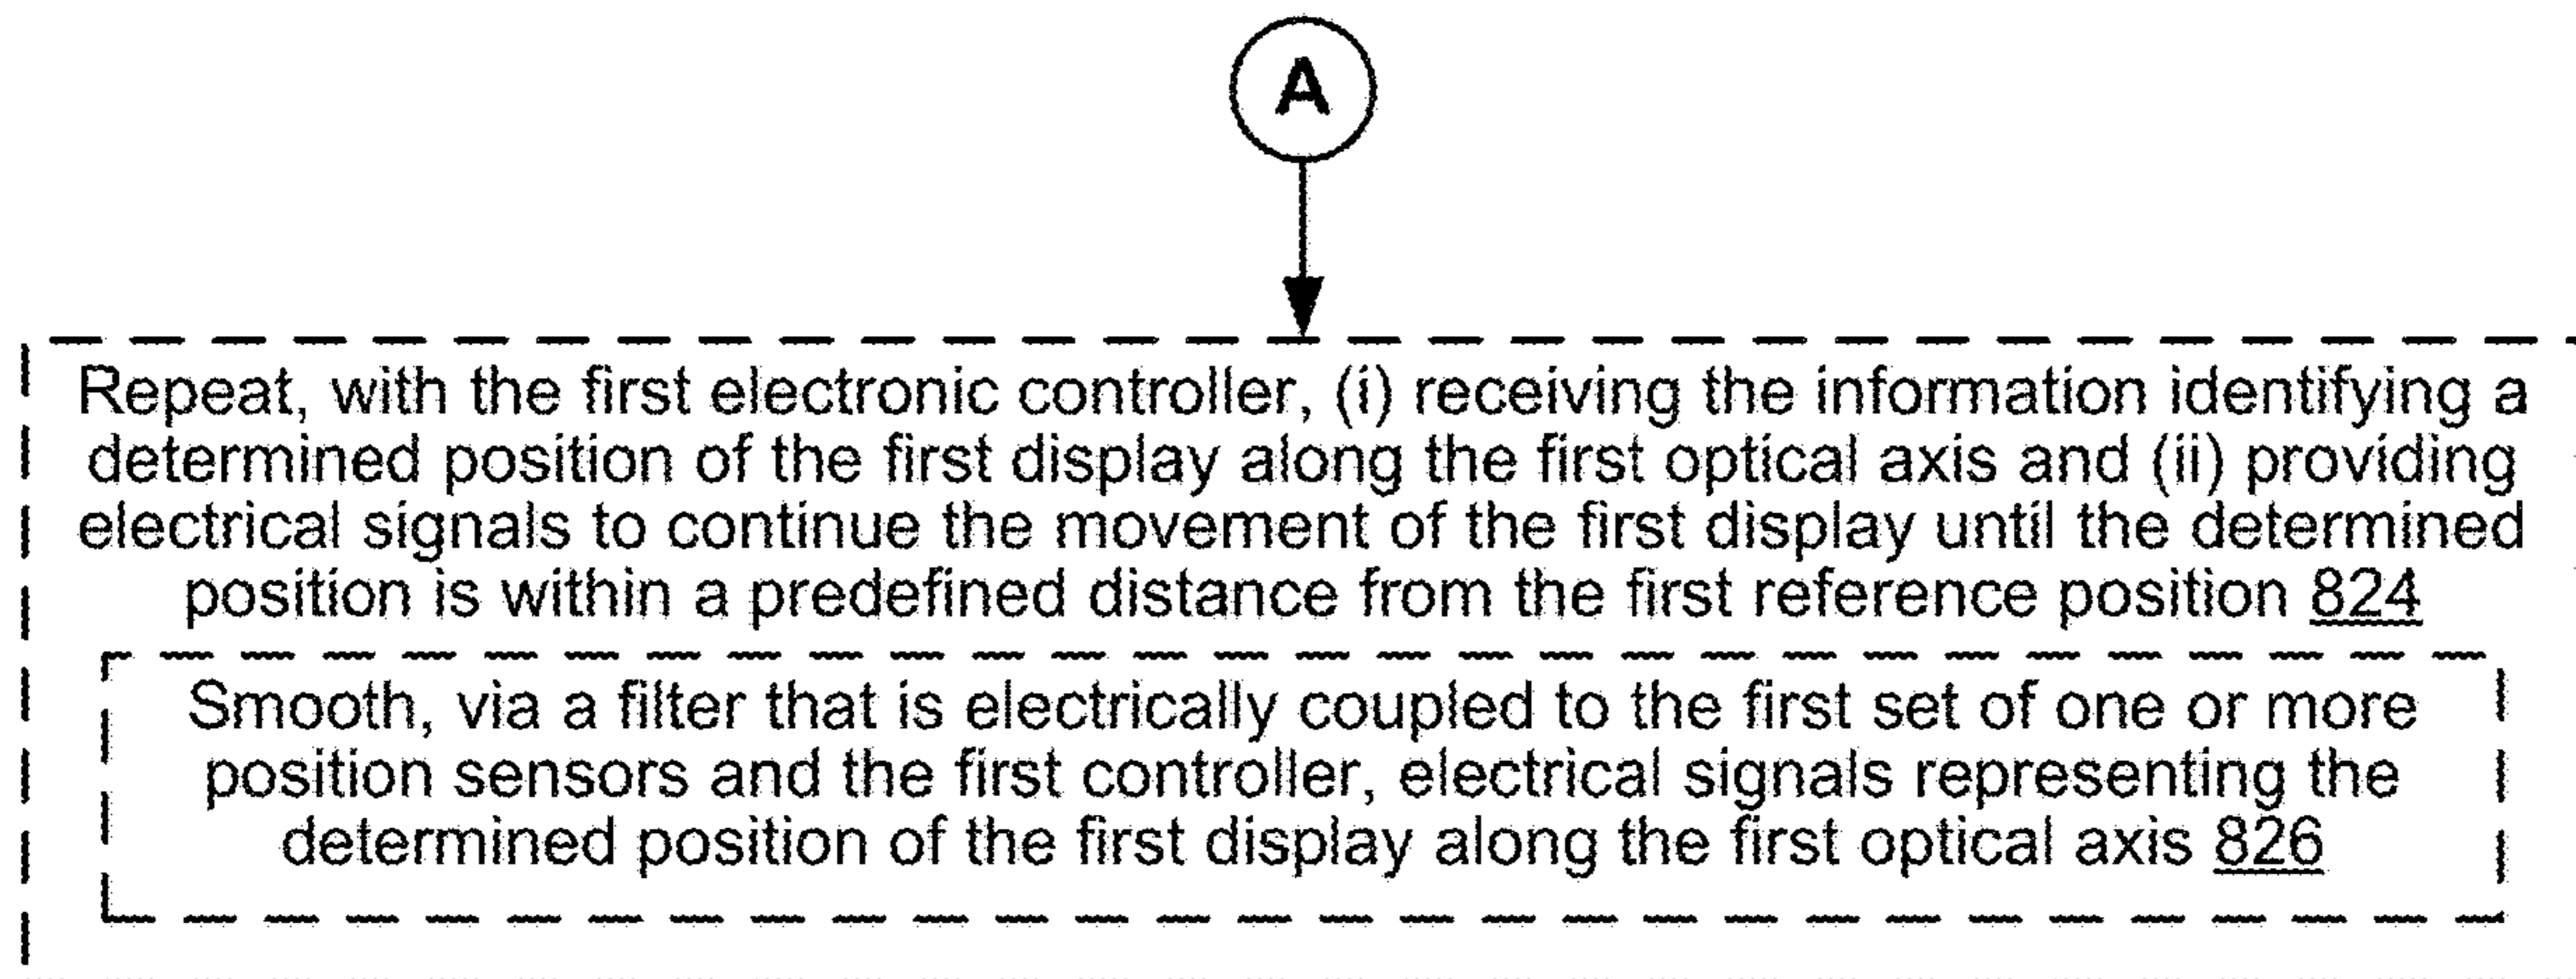 A
Repeat, with the first electronic controller, (i) receiving the information identifying a
determined position of the first display along the first optical axis and (ii) providing
electrical signals to continue the movement of the first display until the determined
position is within a predefined distance from the first reference position 824
Smooth, via a filter that is electrically coupled to the first set of one or more
position sensors and the first controller, electrical signals representing the
determined position of the first display along the first optical axis 826